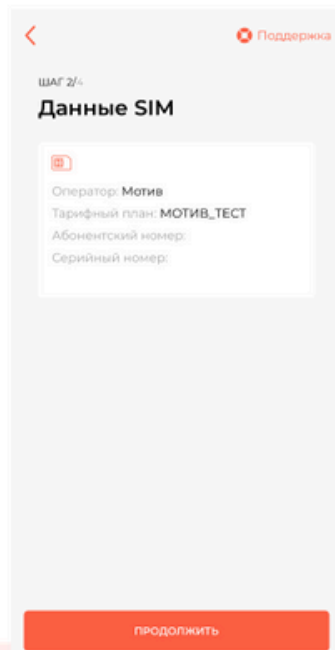 Поддержка
ШАГ 2/4
Данные SIM
Оператор: Мотив
Тарифный план: МОТИВ_ТЕСТ
Абонентский номер:
Серийный номер:
ПРОДОЛЖИТЬ